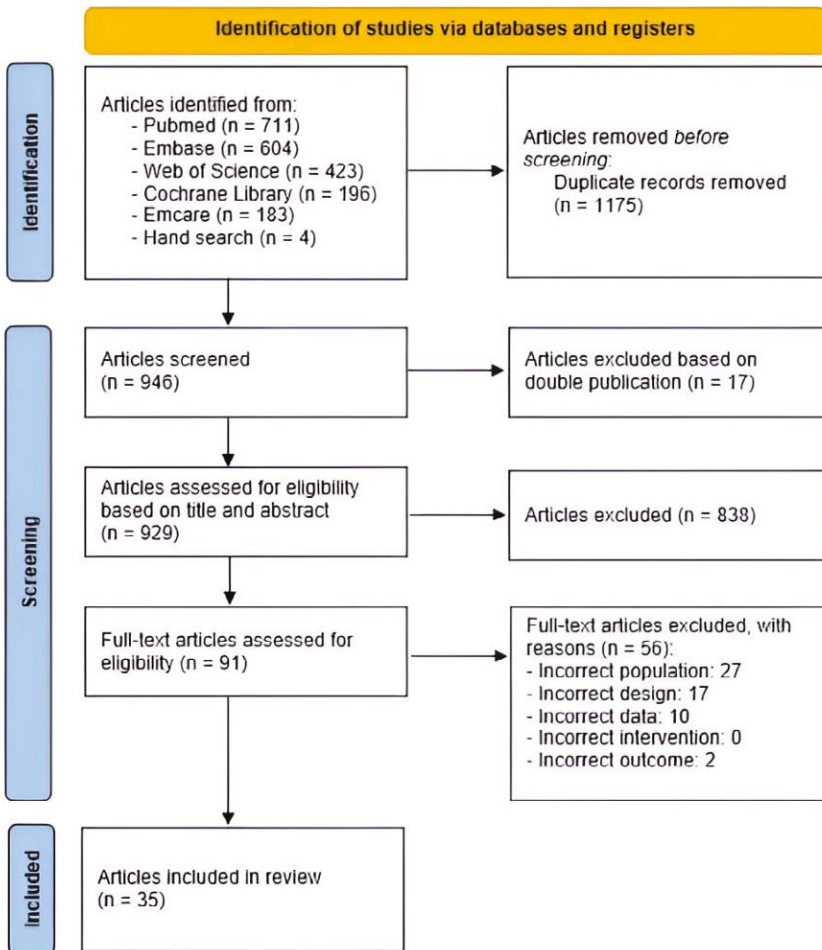 Identification of studies via databases and registers
Identification
Articles identified from:
- Pubmed (n = 711)
- Embase (n = 604)
- Web of Science (n = 423)
- Cochrane Library (n = 196)
- Emcare (n = 183)
- Hand search (n = 4)
Articles removed before
screening:
Duplicate records removed
(n = 1175)
Screening
Articles screened
(n = 946)
Articles excluded based on
double publication (n = 17)
Articles assessed for eligibility
based on title and abstract
(n = 929)
Articles excluded (n = 838)
Full-text articles assessed for
eligibility (n = 91)
Full-text articles excluded, with
reasons (n = 56):
- Incorrect population: 27
- Incorrect design: 17
- Incorrect data: 10
- Incorrect intervention: 0
- Incorrect outcome: 2
Included
Articles included in review
(n = 35)